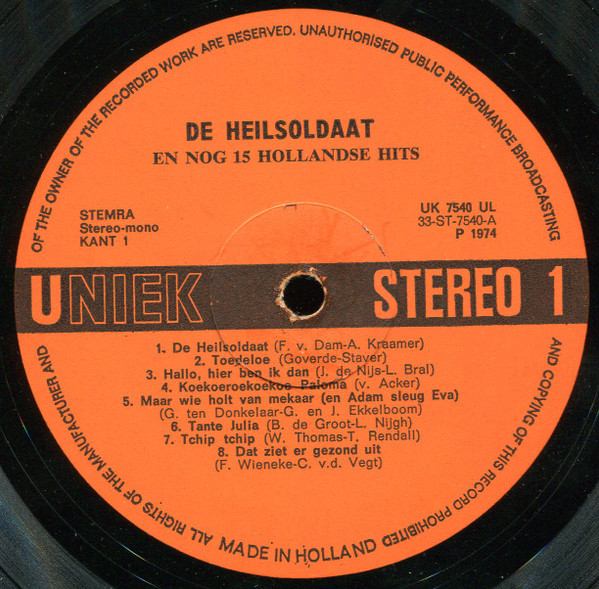 ALL RIGHTS OF THE MANUFACTURER AND OF THE OWNER OF THE RECORDED WORK ARE RESERVED. UNAUTHORISED PUBLIC PERFORMANCE BROADCASTING AND COPYING OF THIS RECORD PROHIBITED
DE HEILSOLDAAT
EN NOG 15 HOLLANDSE HITS
STEMRA
Stereo-mono
KANT 1
UK 7540 UL
33-ST-7540-A
P 1974
UNIEK
STEREO 1
1. De Heilsoldaat (F. v. Dam-A. Kraamer)
2. Toedeloe (Goverde-Staver)
3. Hallo, hier ben ik dan (J. de Nijs-L. Bral)
4. Koekoeroekoekoe Paloma (v. Acker)
5. Maar wie holt van mekaar (en Adam sleug Eva)
(G. ten Donkelaar-G. en J. Ekkelboom)
6. Tante Julia (B. de Groot-L. Nijgh)
7. Tchip tchip (W. Thomas-T. Rendall)
8. Dat ziet er gezond uit
(F. Wieneke-C. v.d. Vegt)
MADE IN HOLLAND